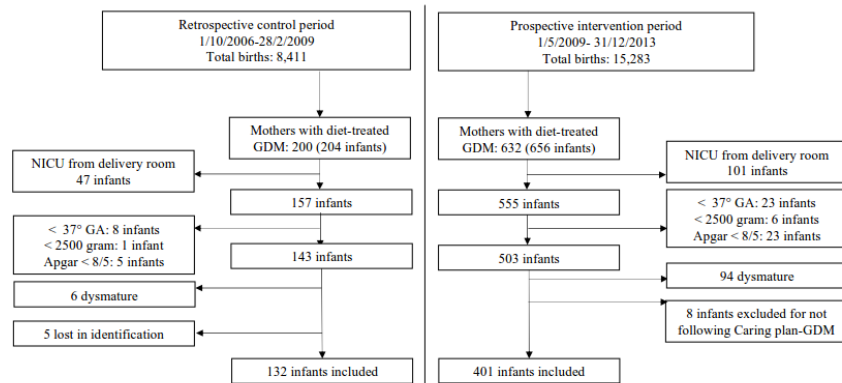 Retrospective control period
1/10/2006-28/2/2009
Total births: 8,411
Mothers with diet-treated
GDM: 200 (204 infants)
NICU from delivery room
47 infants
157 infants
< 37° GA: 8 infants
< 2500 gram: 1 infant
Apgar < 8/5: 5 infants
143 infants
6 dysmature
5 lost in identification
132 infants included
Prospective intervention period
1/5/2009- 31/12/2013
Total births: 15,283
Mothers with diet-treated
GDM: 632 (656 infants)
NICU from delivery room
101 infants
555 infants
< 37° GA: 23 infants
< 2500 gram: 6 infants
Apgar < 8/5: 23 infants
503 infants
94 dysmature
8 infants excluded for not
following Caring plan-GDM
401 infants included